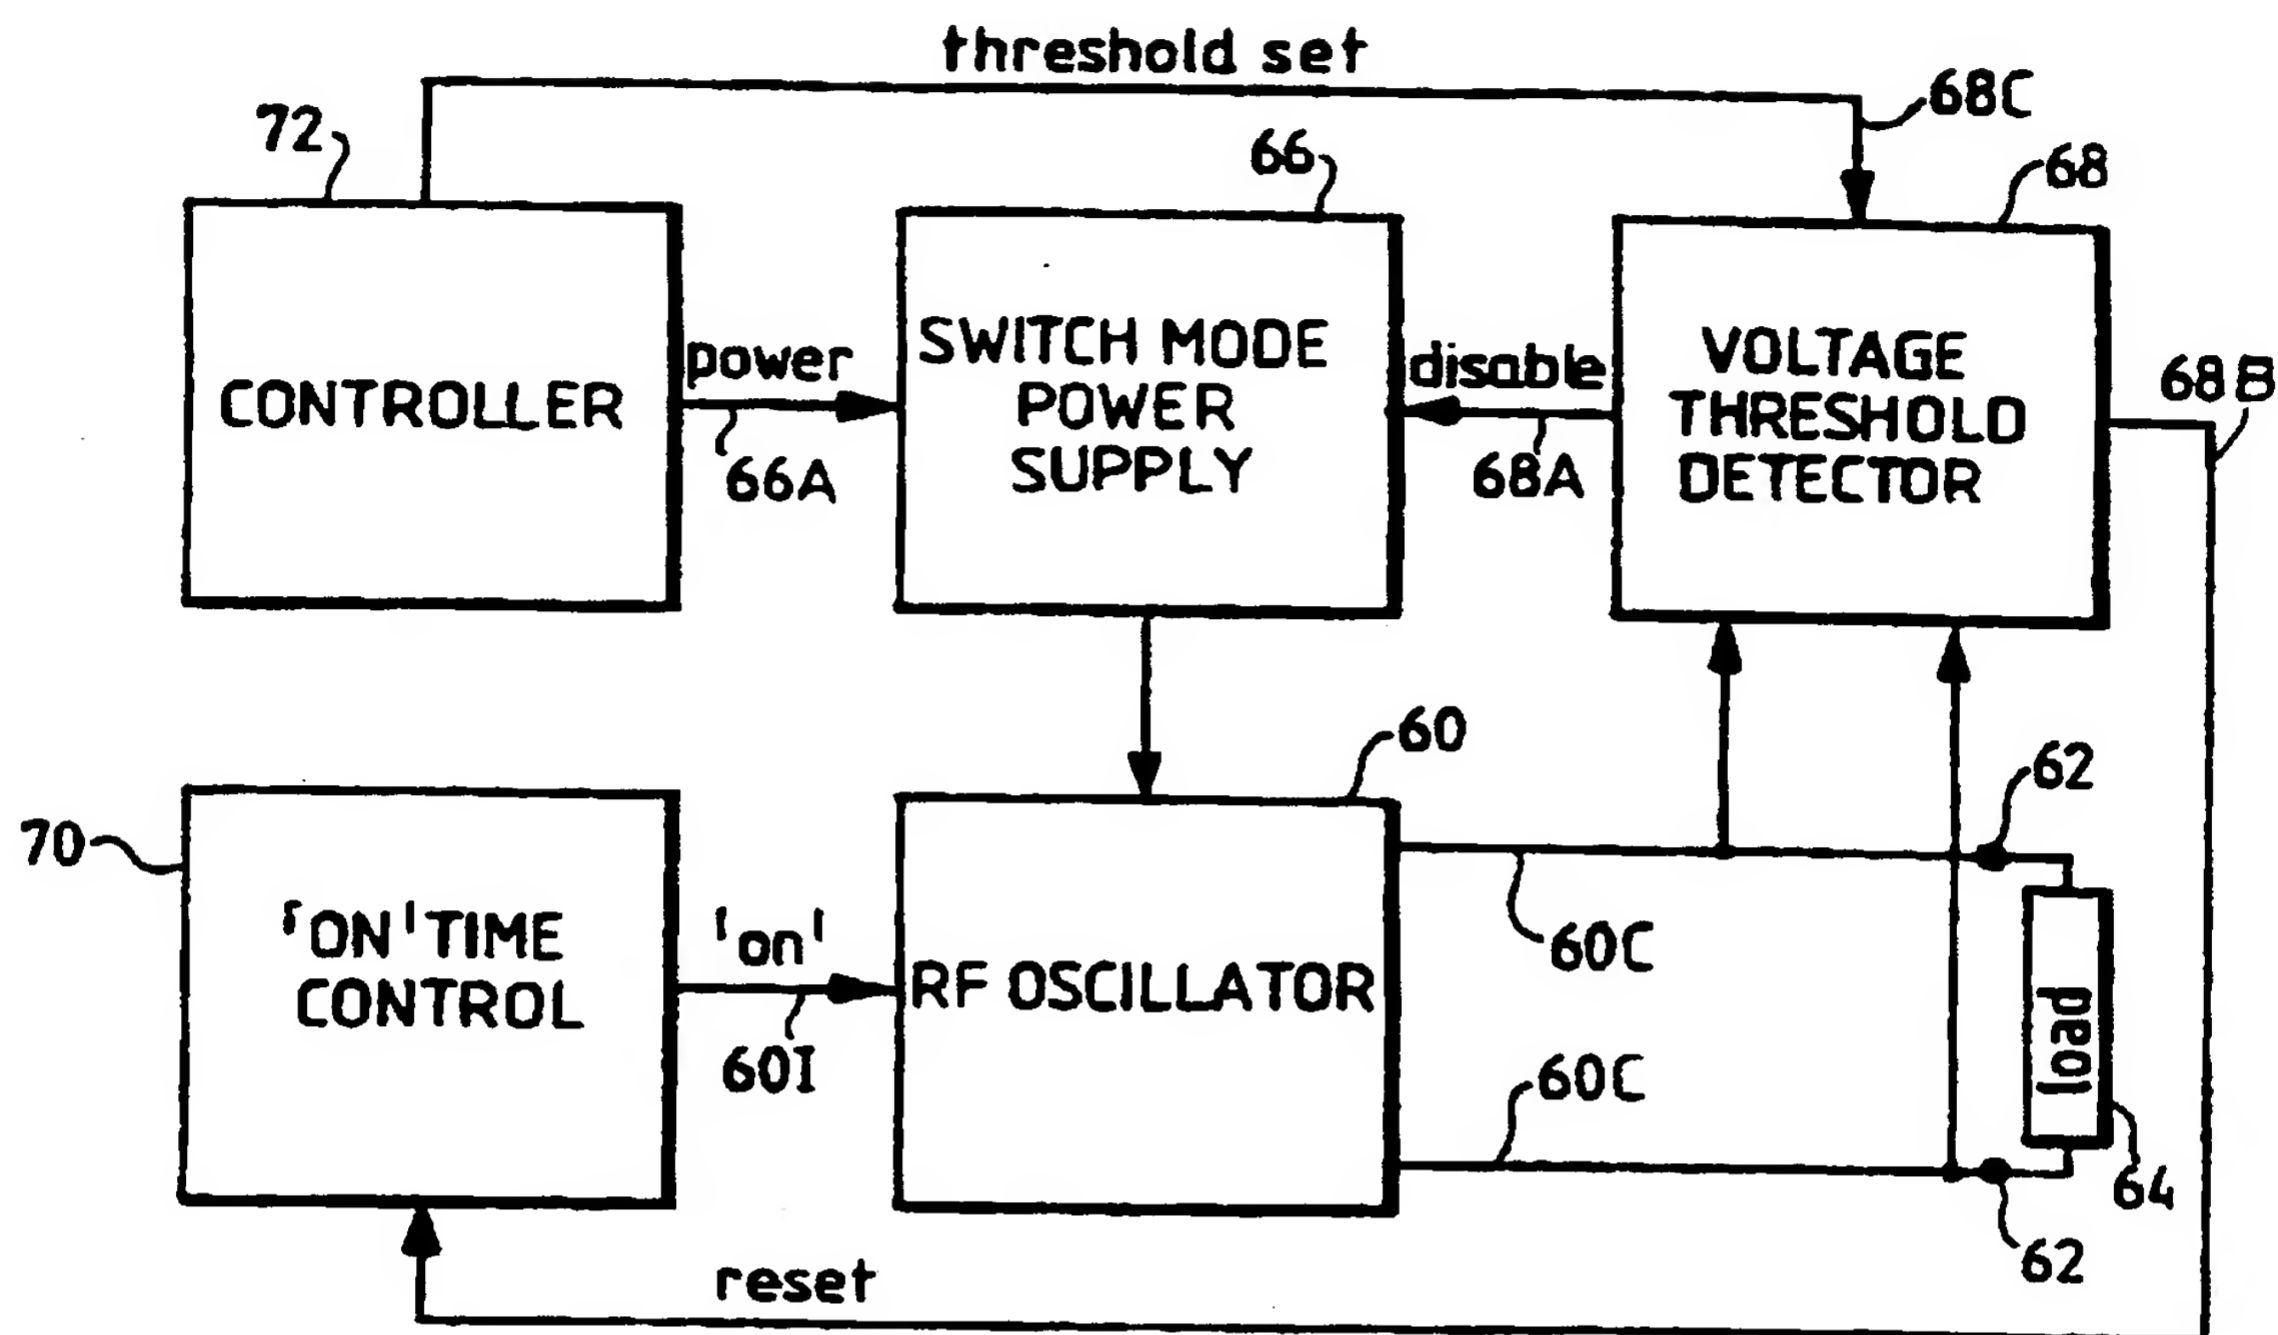 threshold set
68C
72
66
68
CONTROLLER
power
66A
SWITCH MODE
POWER
SUPPLY
disable
68A
VOLTAGE
THRESHOLD
DETECTOR
68B
60
62
70
'ON' TIME
CONTROL
'on'
60I
RF OSCILLATOR
60C
60C
load
64
62
reset